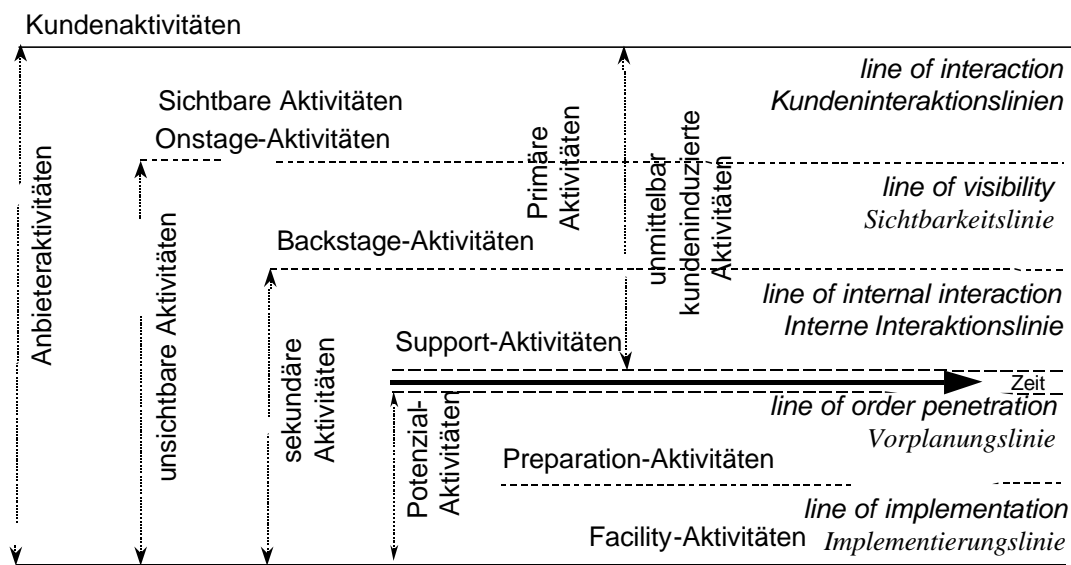 Kundenaktivitäten
line of interaction
Kundeninteraktionslinien
Sichtbare Aktivitäten
Onstage-Aktivitäten
Anbieteraktivitäten
unsichtbare Aktivitäten
Primäre
Aktivitäten
unmittelbar
kundeninduzierte
Aktivitäten
line of visibility
Sichtbarkeitslinie
Backstage-Aktivitäten
line of internal interaction
Interne Interaktionslinie
sekundäre
Aktivitäten
Support-Aktivitäten
Zeit
line of order penetration
Vorplanungslinie
Potenzial-
Aktivitäten
Preparation-Aktivitäten
line of implementation
Facility-Aktivitäten
Implementierungslinie